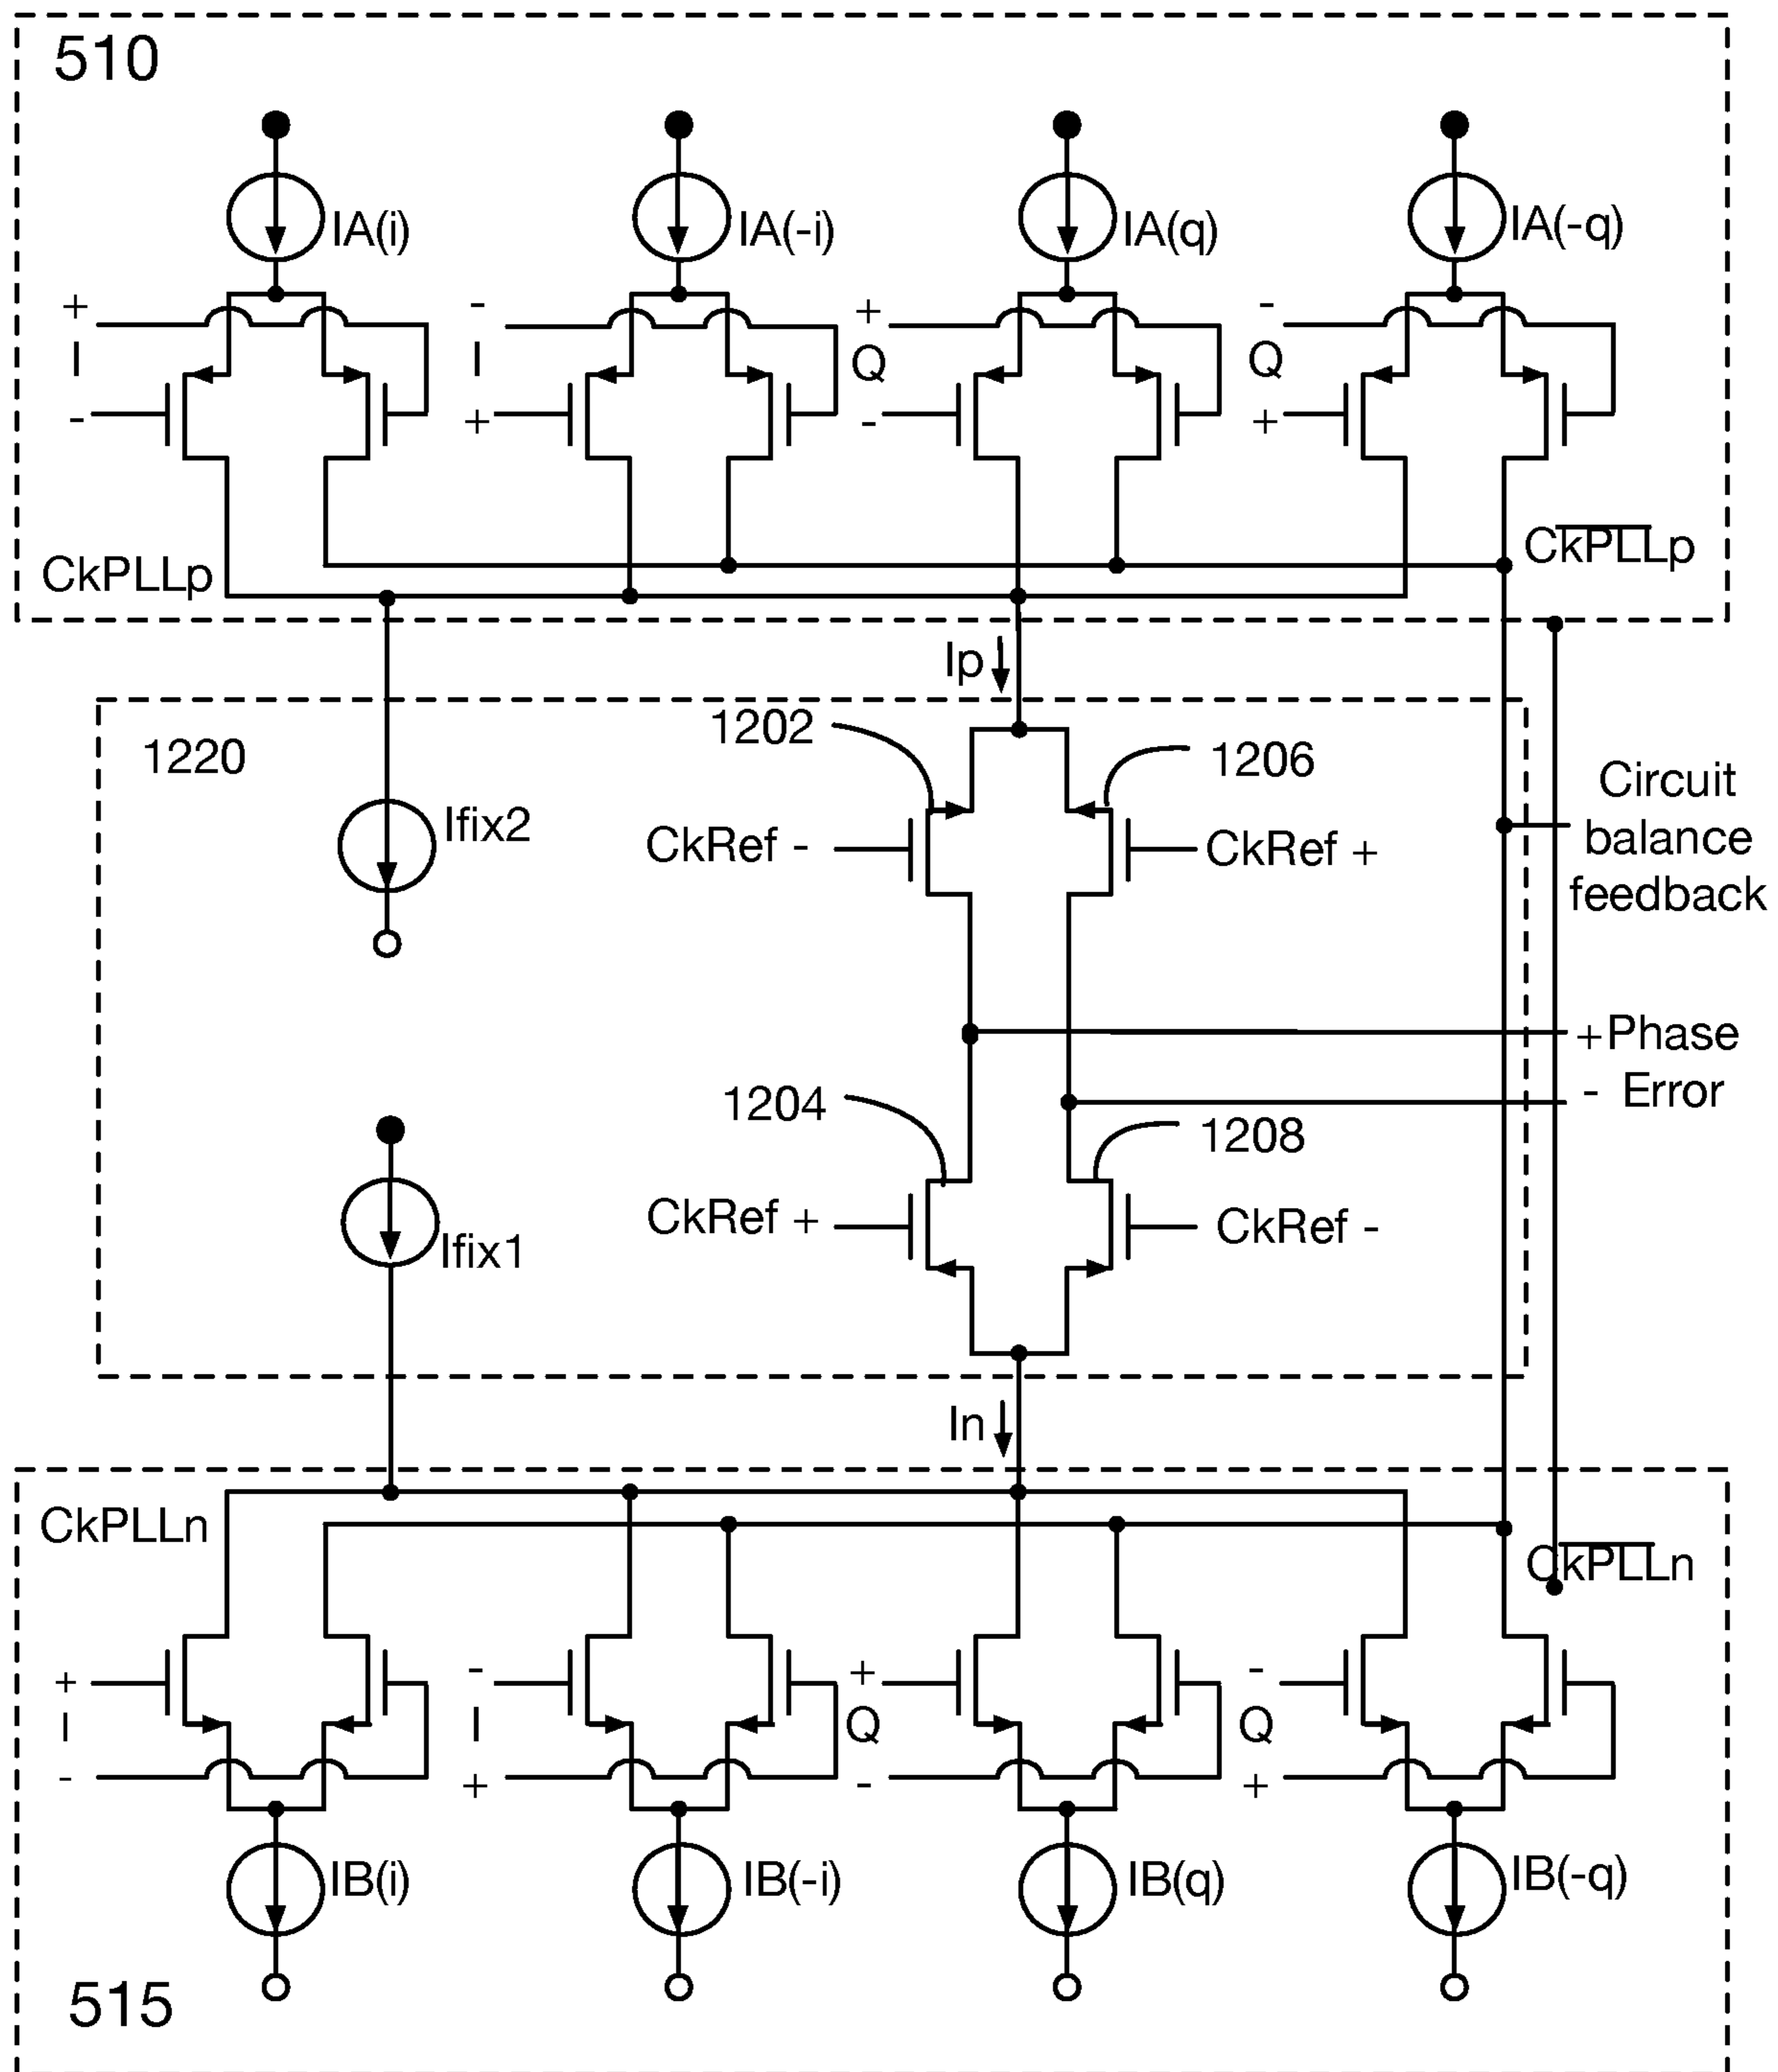 510
IA(i)
IA(-i)
IA(q)
IA(-q)
+
I
-
-
I
+
+
Q
-
-
Q
+
CkPLLp
CkPLLp
Ip
1220
1202
1206
Ifix2
CkRef -
CkRef +
Circuit
balance
feedback
+Phase
- Error
1204
1208
Ifix1
CkRef +
CkRef -
In
CkPLLn
CkPLLn
+
I
-
-
I
+
+
Q
-
-
Q
+
IB(i)
IB(-i)
IB(q)
IB(-q)
515